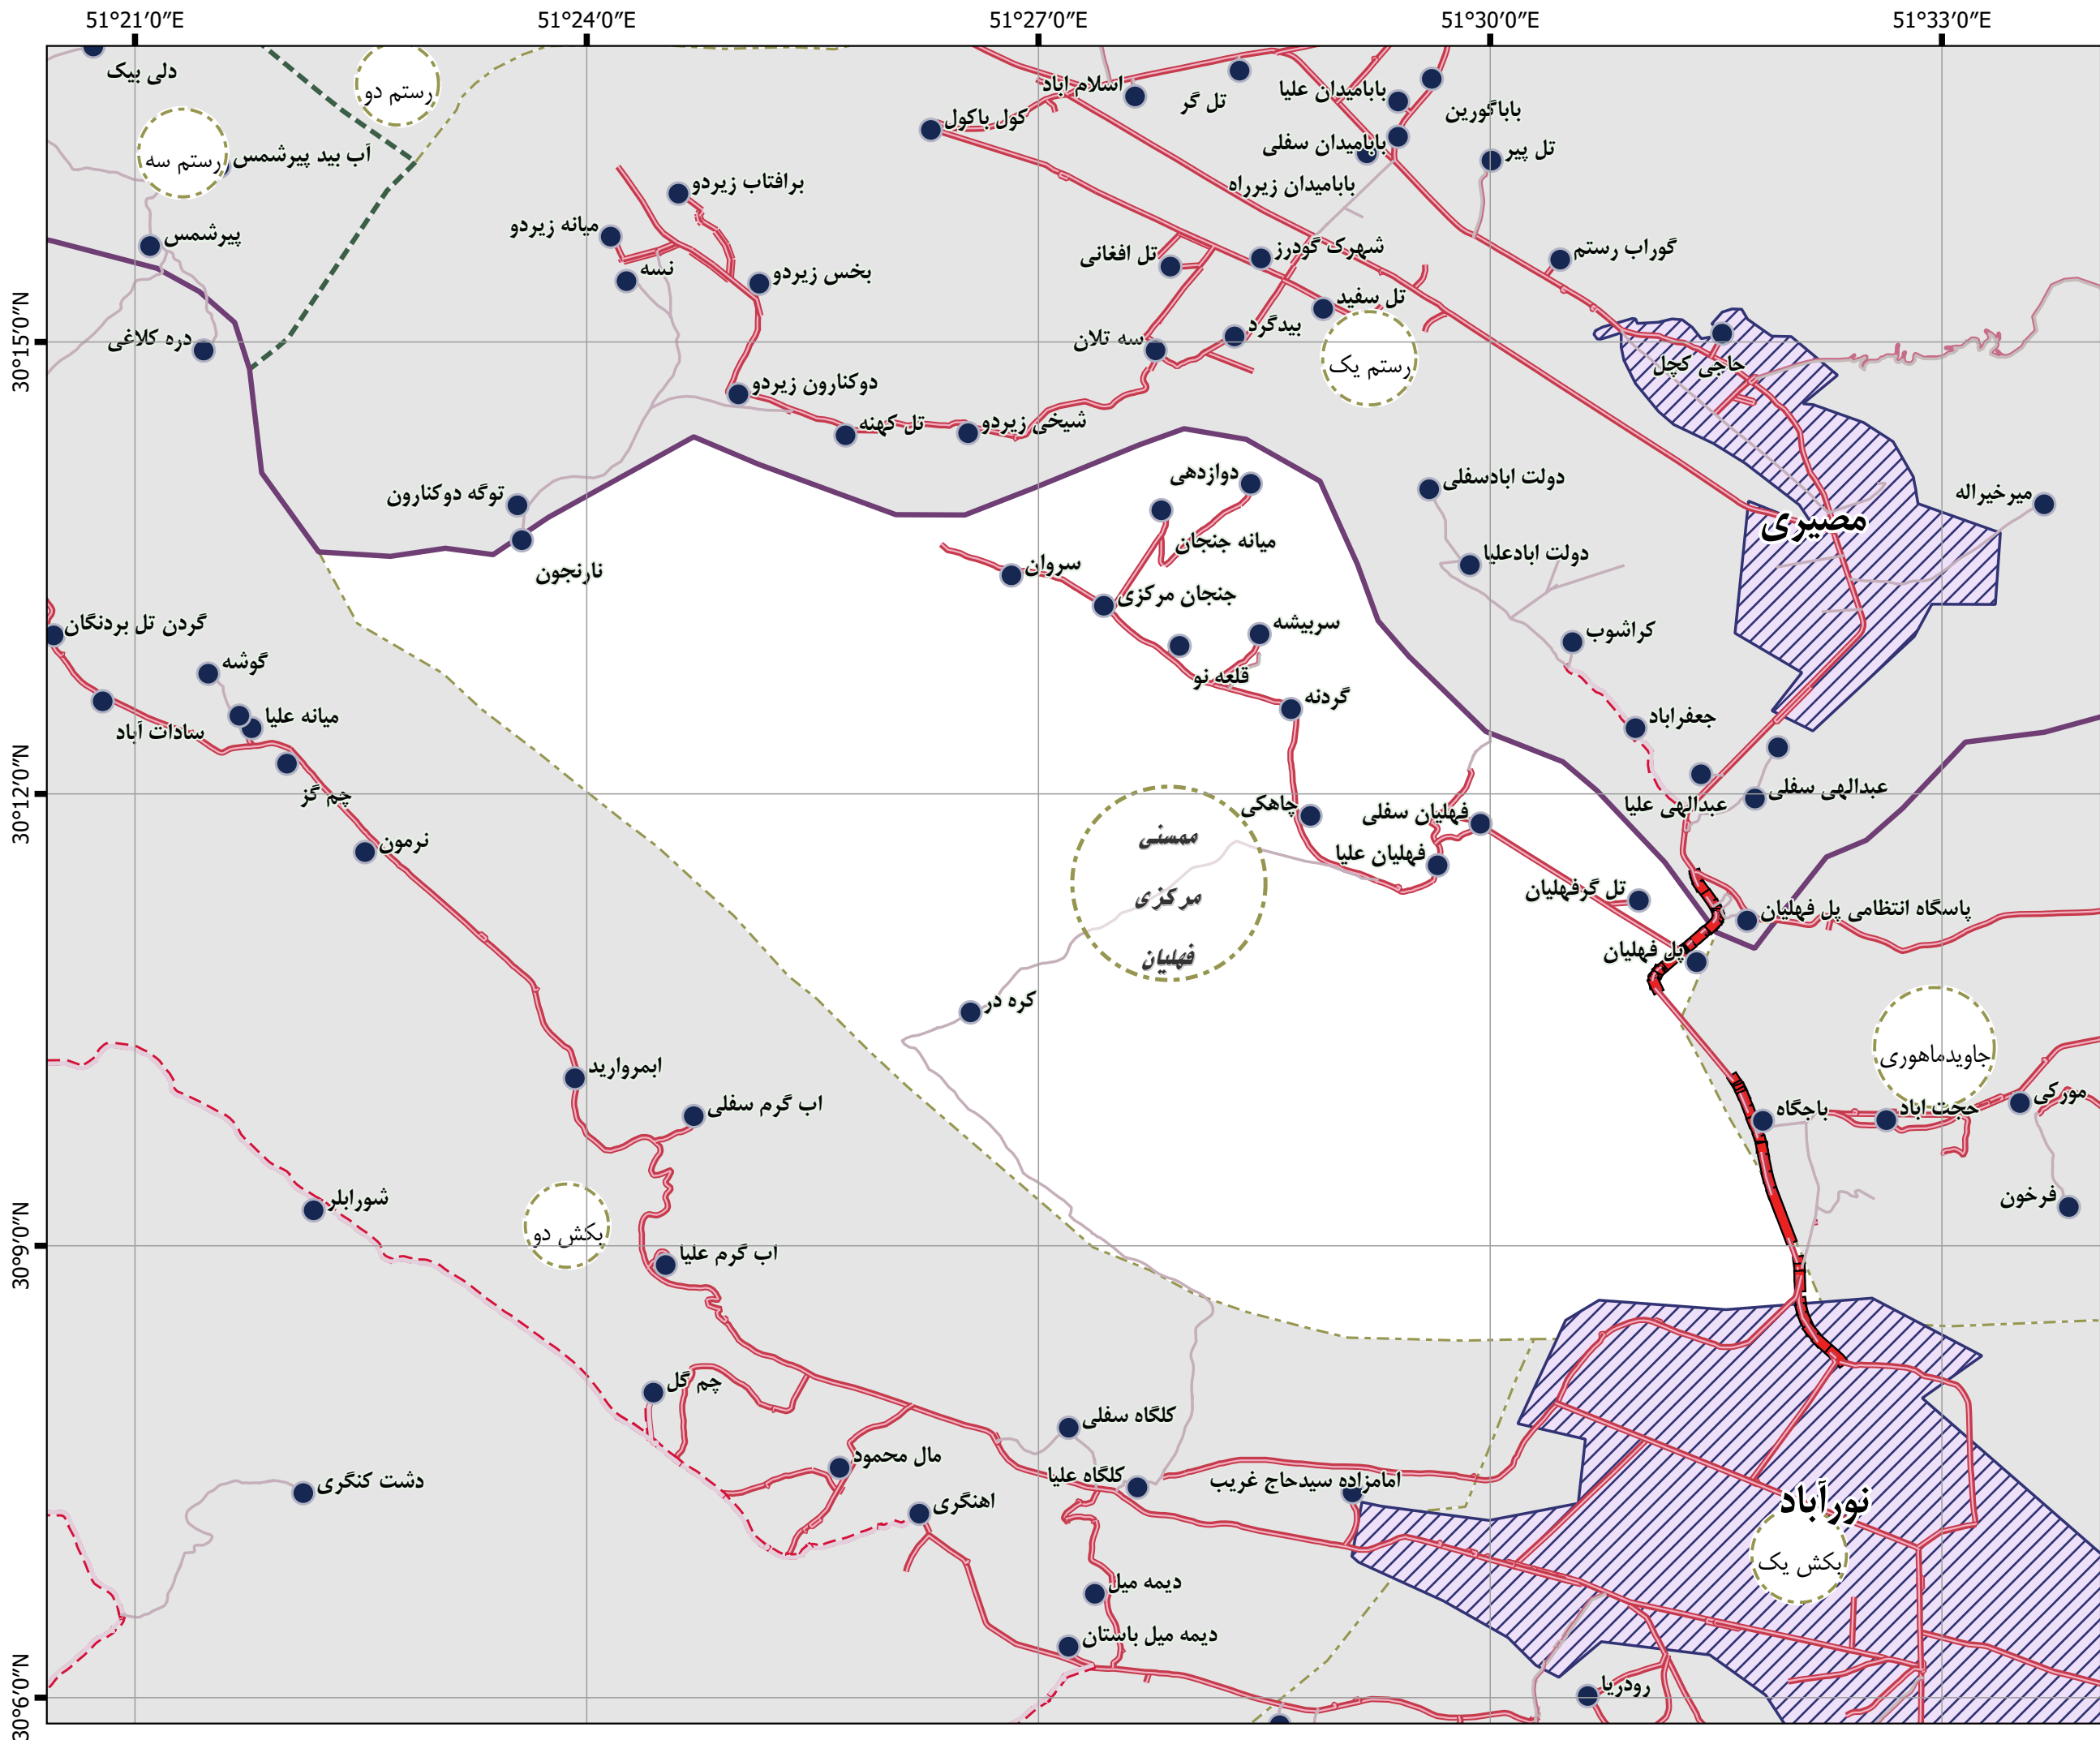 51°21′0″E
51°24′0″E
51°27′0″E
51°30′0″E
51°33′0″E
30°15′0″N
30°12′0″N
30°9′0″N
30°6′0″N
دلی بیک
رستم دو
رستم سه
آب بید پیرشمس
پیرشمس
دره کلاغی
برافتاب زیردو
میانه زیردو
نسه
بخس زیردو
دوکنارون زیردو
تل کهنه
شیخی زیردو
اسلام اباد
کول باکول
تل گر
بابامیدان علیا
باباگورین
بابامیدان سفلی
تل پیر
بابامیدان زیرراه
شهرک گودرز
تل افغانی
گوراب رستم
تل سفید
بیدگرد
سه تلان
رستم یک
حاجی کچل
مصیری
میرخیراله
توگه دوکنارون
نارنجون
دوازدهی
میانه جنجان
سروان
جنجان مرکزی
سربیشه
قلعه نو
گردنه
دولت ابادسفلی
دولت ابادعلیا
کراشوب
جعفراباد
عبدالهی سفلی
عبدالهی علیا
گردن تل بردنگان
گوشه
میانه علیا
سادات آباد
چم گز
نرمون
چاهکی
فهلیان سفلی
فهلیان علیا
ممسنی
مرکزی
فهلیان
تل گرفهلیان
پاسگاه انتظامی پل فهلیان
پل فهلیان
کره در
جاویدماهوری
مورکی
حجت اباد
باجگاه
فرخون
ابمروارید
اب گرم سفلی
شورابلر
پکش دو
اب گرم علیا
چم گل
کلگاه سفلی
مال محمود
کلگاه علیا
امامزاده سیدحاج غریب
دشت کنگری
اهنگری
نورآباد
پکش یک
دیمه میل
دیمه میل باستان
رودریا